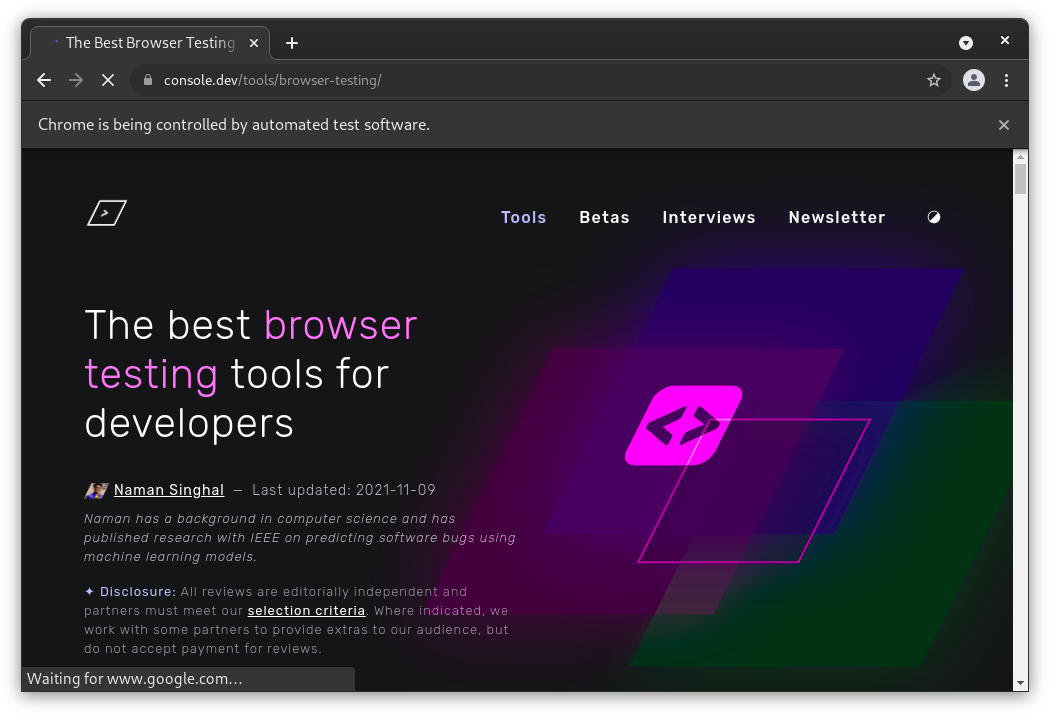 The Best Browser Testing
console.dev/tools/browser-testing/
Chrome is being controlled by automated test software.
Tools Betas Interviews Newsletter
The best browser
testing tools for
developers
Naman Singhal — Last updated: 2021-11-09
Naman has a background in computer science and has
published research with IEEE on predicting software bugs using
machine learning models.
✦ Disclosure: All reviews are editorially independent and
partners must meet our selection criteria. Where indicated, we
work with some partners to provide extras to our audience, but
do not accept payment for reviews.
Waiting for www.google.com…